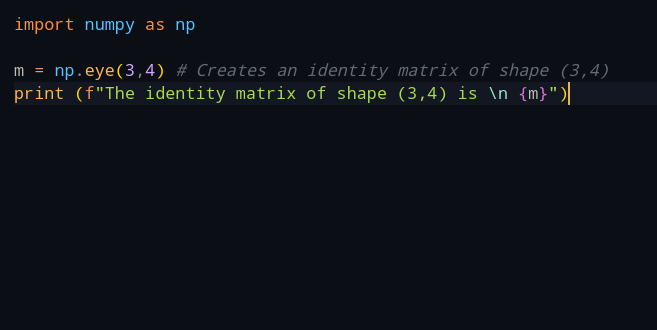 import numpy as np
m = np.eye(3,4) # Creates an identity matrix of shape (3,4)
print (f"The identity matrix of shape (3,4) is \n {m}")